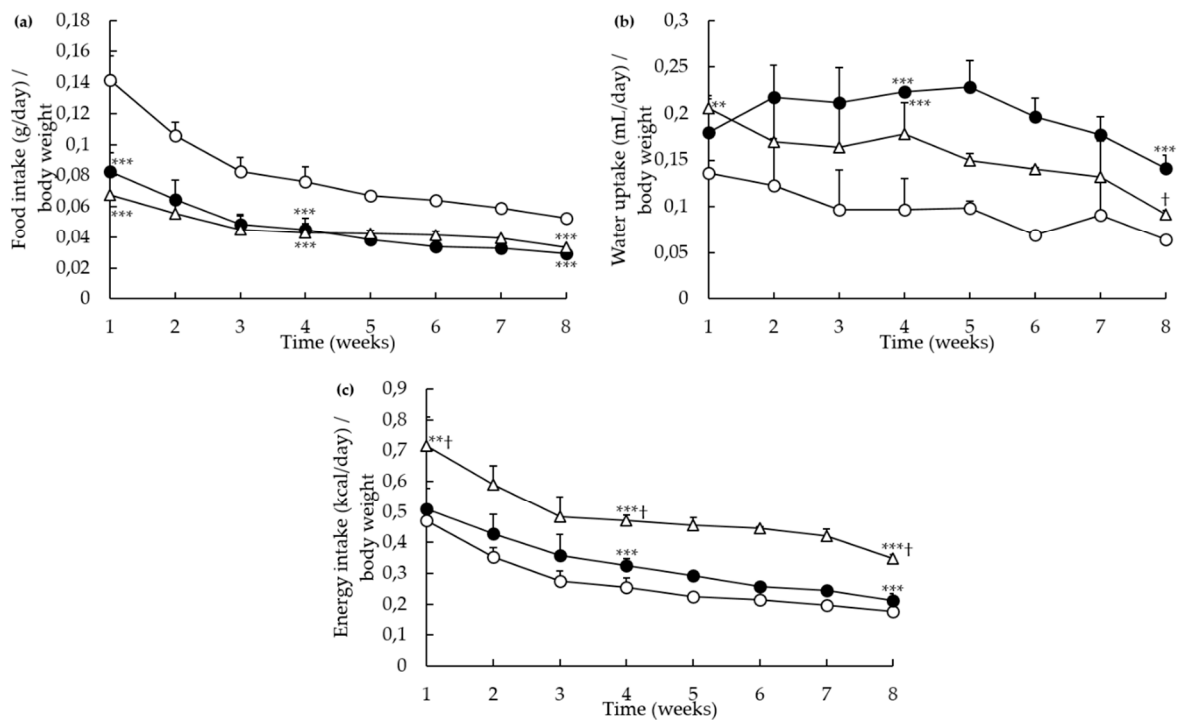 (a)
0,18
0,16
0,14
0,12
0,1
0,08
0,06
0,04
0,02
0
Food intake (g/day) /
body weight
***
***
***
***
***
***
1 2 3 4 5 6 7 8
Time (weeks)
(b)
0,3
0,25
0,2
0,15
0,1
0,05
0
Water uptake (mL/day) /
body weight
**
***
***
***
†
1 2 3 4 5 6 7 8
Time (weeks)
(c)
0,9
0,8
0,7
0,6
0,5
0,4
0,3
0,2
0,1
0
Energy intake (kcal/day) /
body weight
**†
***†
***
***†
***
1 2 3 4 5 6 7 8
Time (weeks)